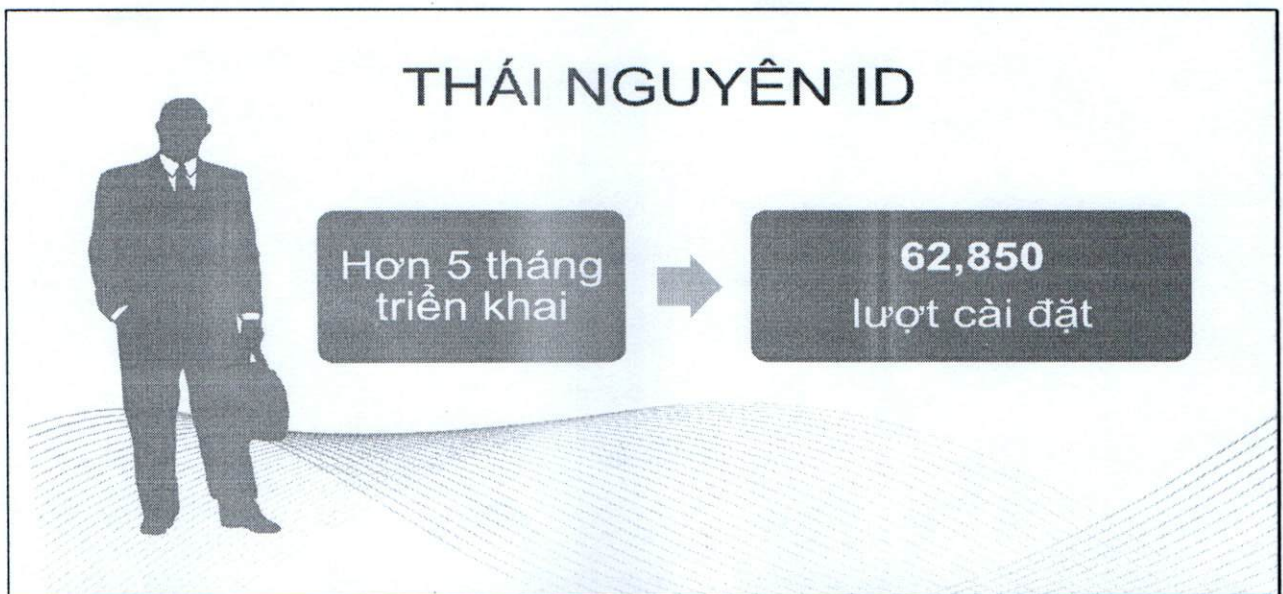 THÁI NGUYÊN ID
Hơn 5 tháng
triển khai
62,850
lượt cài đặt